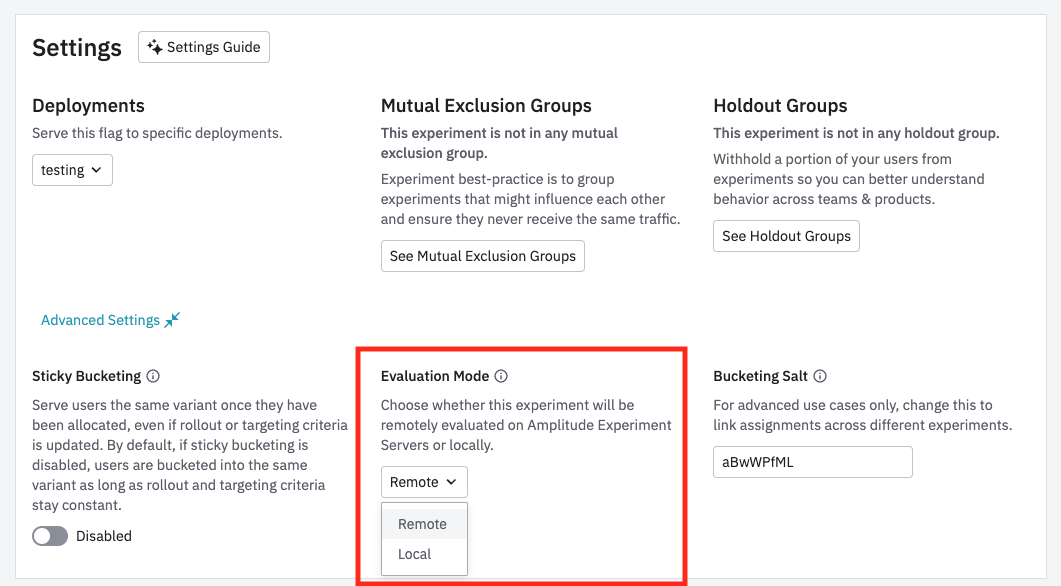 Settings
Settings Guide
Deployments
Serve this flag to specific deployments.
testing
Mutual Exclusion Groups
This experiment is not in any mutual
exclusion group.
Experiment best-practice is to group
experiments that might influence each other
and ensure they never receive the same traffic.
See Mutual Exclusion Groups
Holdout Groups
This experiment is not in any holdout group.
Withhold a portion of your users from
experiments so you can better understand
behavior across teams & products.
See Holdout Groups
Advanced Settings
Sticky Bucketing
Serve users the same variant once they have
been allocated, even if rollout or targeting criteria
is updated. By default, if sticky bucketing is
disabled, users are bucketed into the same
variant as long as rollout and targeting criteria
stay constant.
Disabled
Evaluation Mode
Choose whether this experiment will be
remotely evaluated on Amplitude Experiment
Servers or locally.
Remote
Remote
Local
Bucketing Salt
For advanced use cases only, change this to
link assignments across different experiments.
aBwWPfML